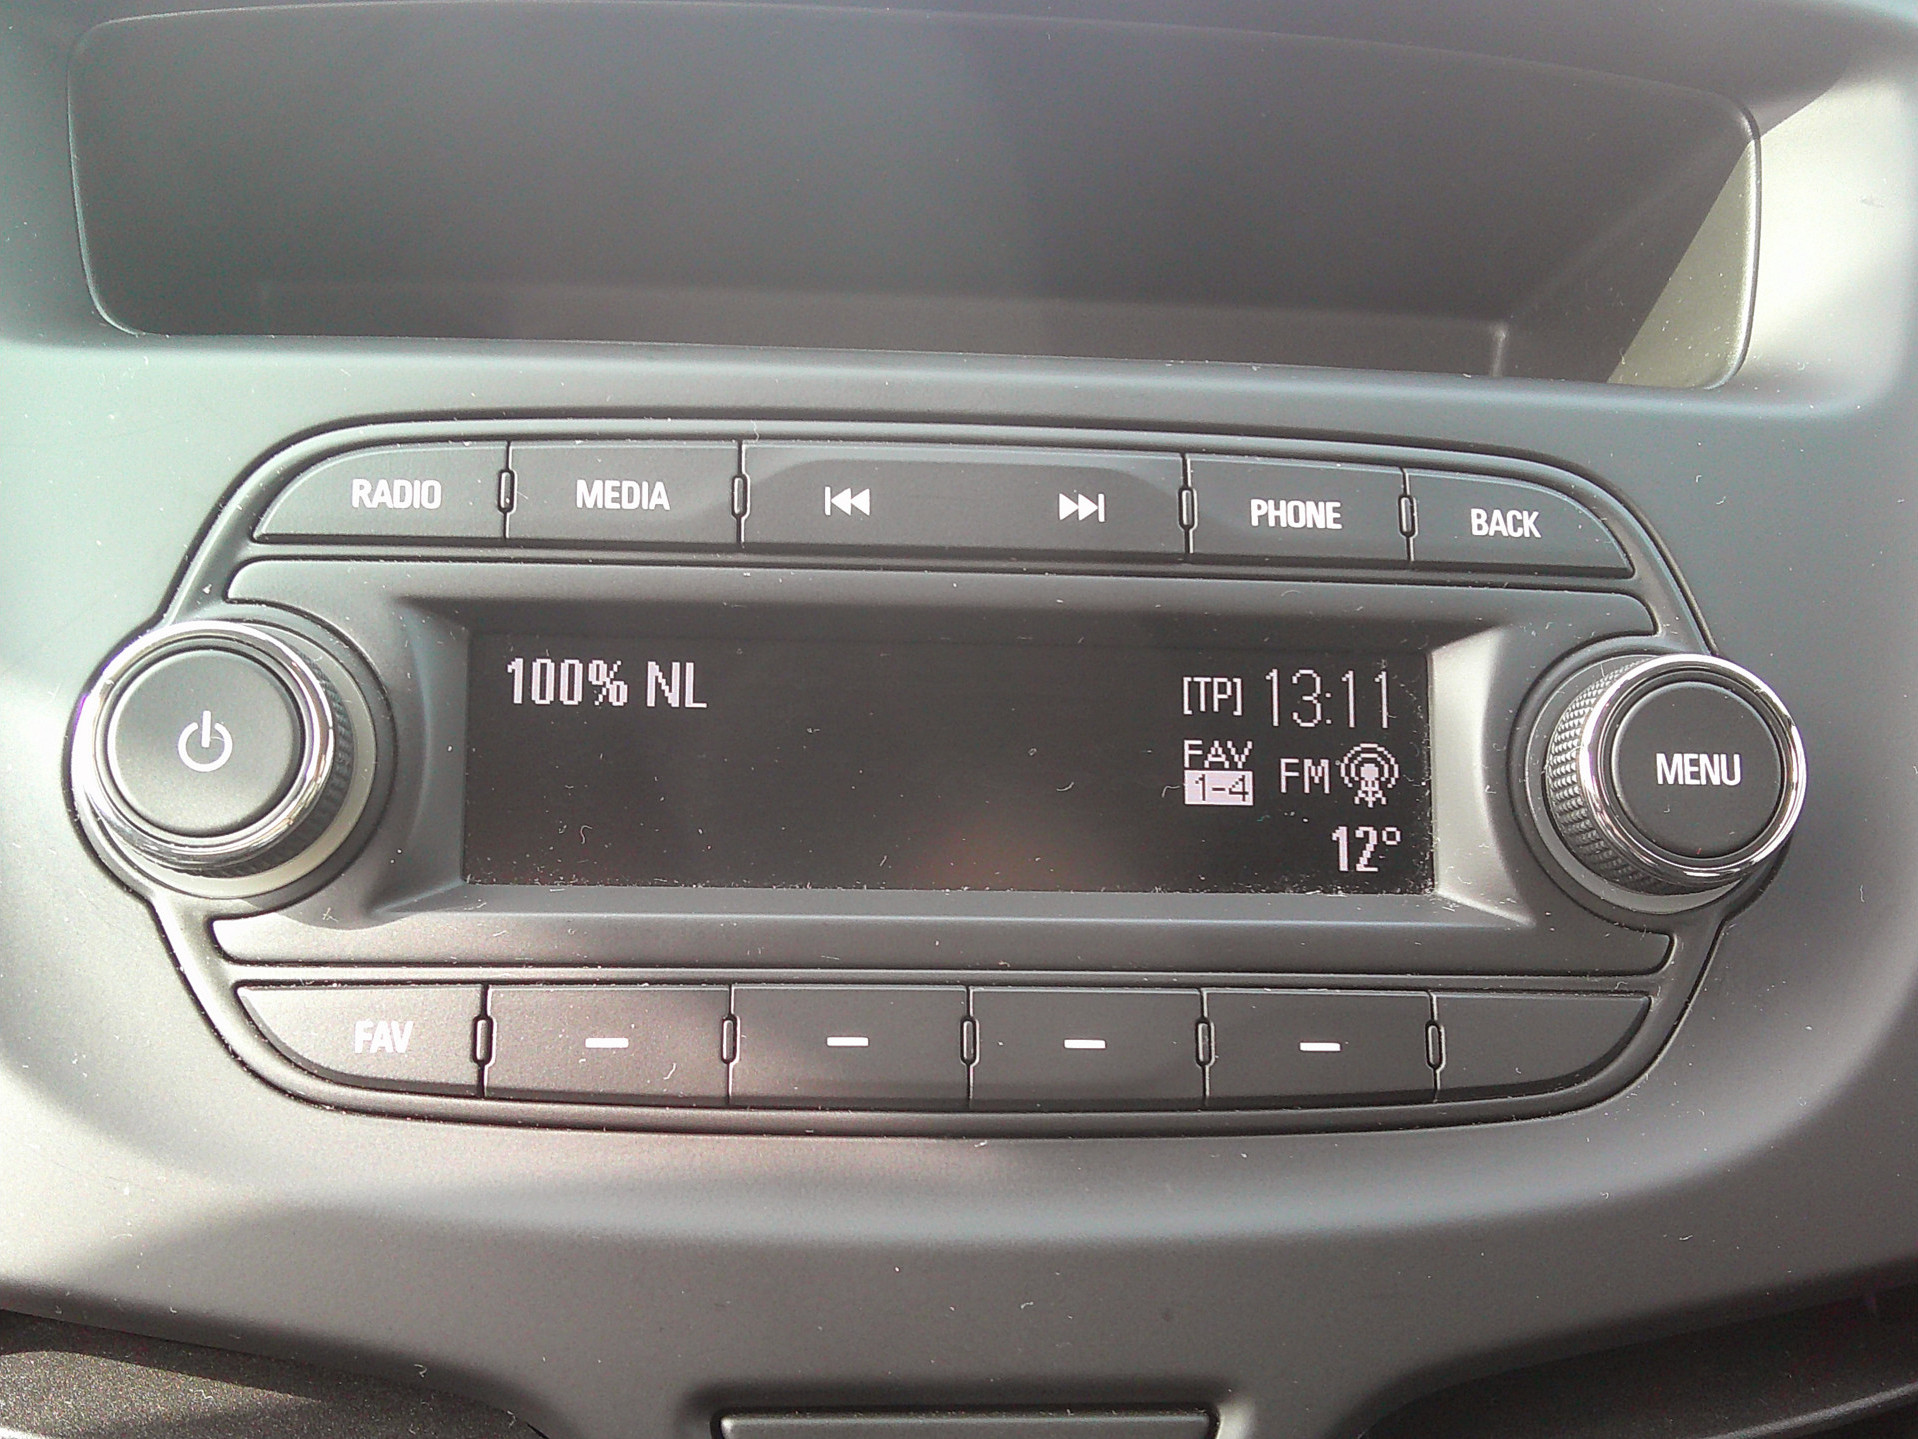 RADIO MEDIA PHONE BACK
100% NL [TP] 13:11
FAV FM
1-4
12°
MENU
FAV